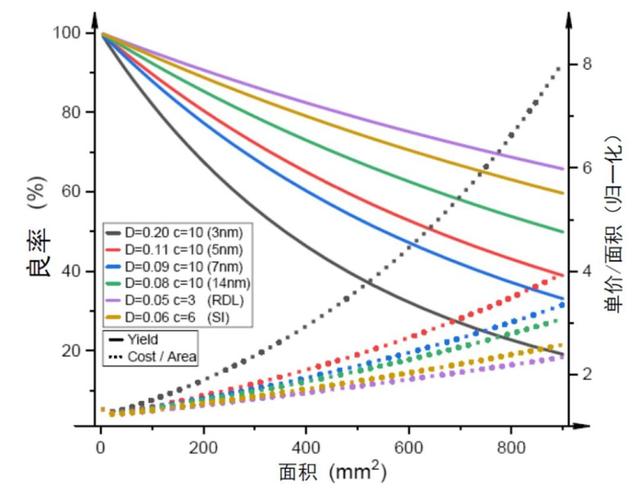 100
80
60
40
20
良率 (%)
8
6
4
2
单价/面积 (归一化)
D=0.20 c=10 (3nm)
D=0.11 c=10 (5nm)
D=0.09 c=10 (7nm)
D=0.08 c=10 (14nm)
D=0.05 c=3 (RDL)
D=0.06 c=6 (SI)
Yield
Cost / Area
0 200 400 600 800
面积 (mm²)